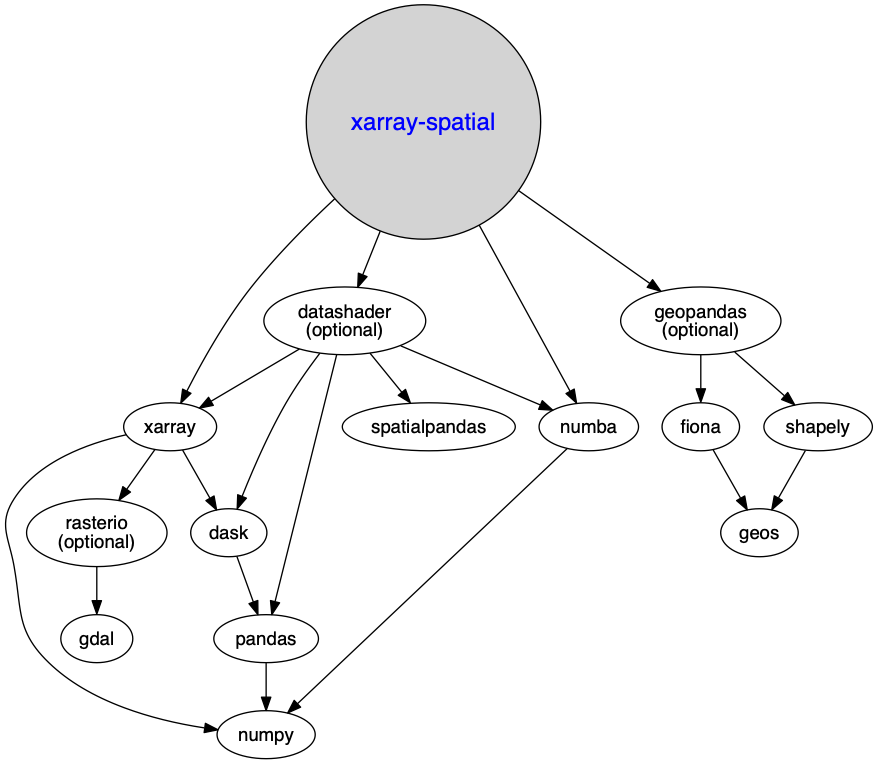 xarray-spatial
datashader
(optional)
geopandas
(optional)
xarray
spatialpandas
numba
fiona
shapely
rasterio
(optional)
dask
geos
gdal
pandas
numpy